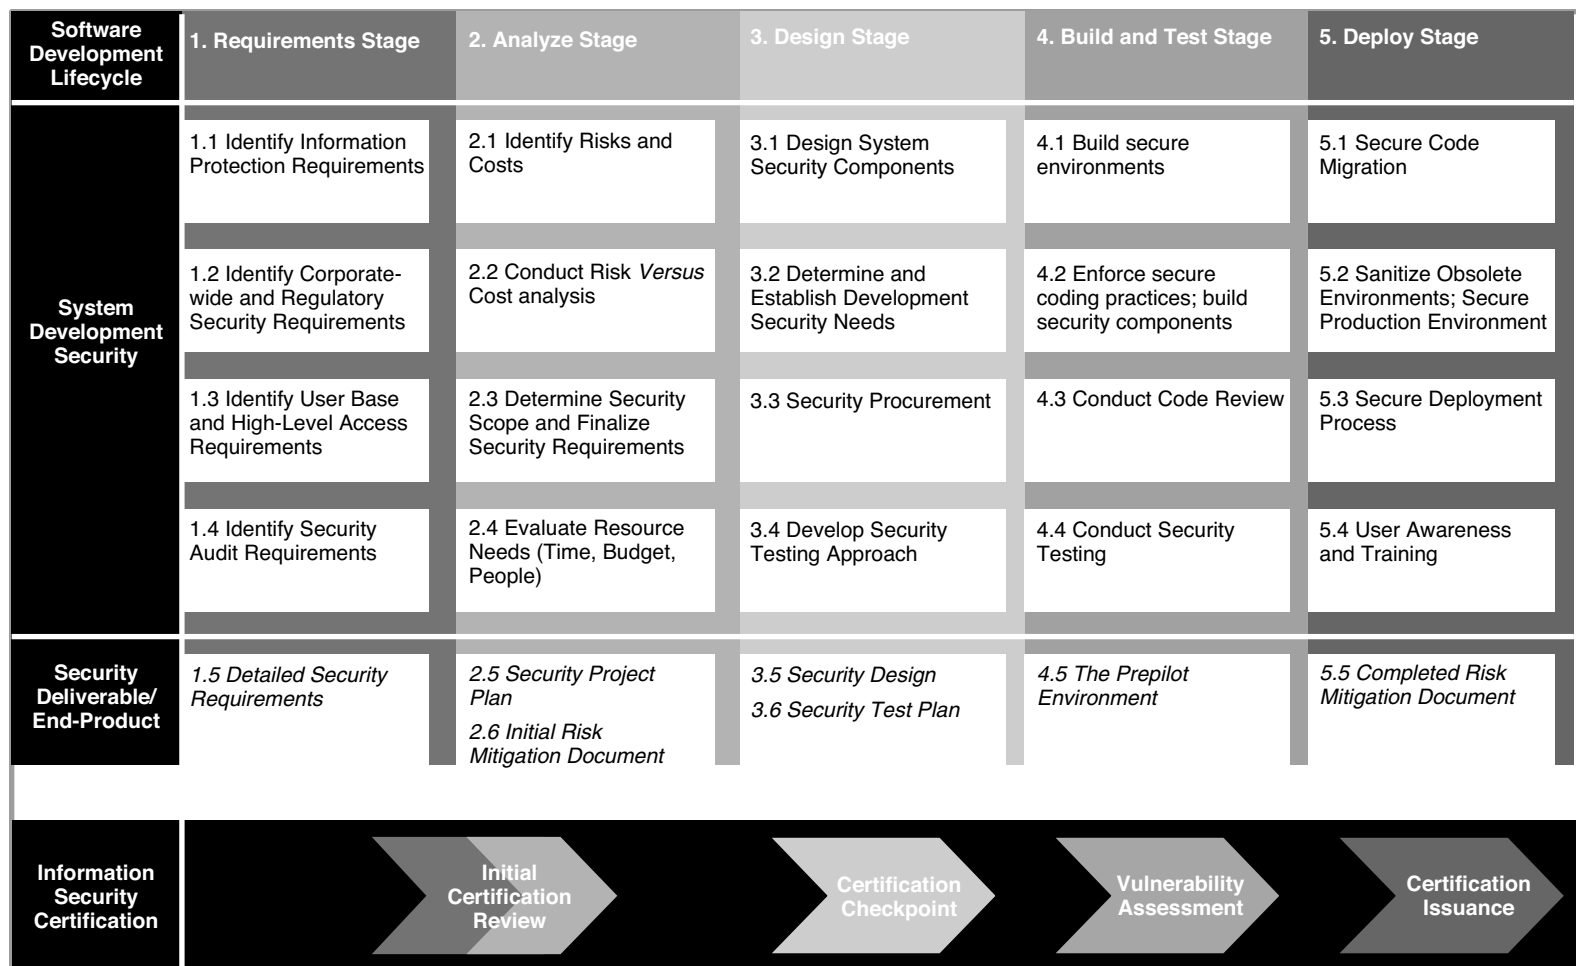 Software
Development
Lifecycle
1. Requirements Stage
2. Analyze Stage
3. Design Stage
4. Build and Test Stage
5. Deploy Stage
System
Development
Security
1.1 Identify Information
Protection Requirements
2.1 Identify Risks and
Costs
3.1 Design System
Security Components
4.1 Build secure
environments
5.1 Secure Code
Migration
1.2 Identify Corporate-
wide and Regulatory
Security Requirements
2.2 Conduct Risk Versus
Cost analysis
3.2 Determine and
Establish Development
Security Needs
4.2 Enforce secure
coding practices; build
security components
5.2 Sanitize Obsolete
Environments; Secure
Production Environment
1.3 Identify User Base
and High-Level Access
Requirements
2.3 Determine Security
Scope and Finalize
Security Requirements
3.3 Security Procurement
4.3 Conduct Code Review
5.3 Secure Deployment
Process
1.4 Identify Security
Audit Requirements
2.4 Evaluate Resource
Needs (Time, Budget,
People)
3.4 Develop Security
Testing Approach
4.4 Conduct Security
Testing
5.4 User Awareness
and Training
Security
Deliverable/
End-Product
1.5 Detailed Security
Requirements
2.5 Security Project
Plan
2.6 Initial Risk
Mitigation Document
3.5 Security Design
3.6 Security Test Plan
4.5 The Prepilot
Environment
5.5 Completed Risk
Mitigation Document
Information
Security
Certification
Initial
Certification
Review
Certification
Checkpoint
Vulnerability
Assessment
Certification
Issuance